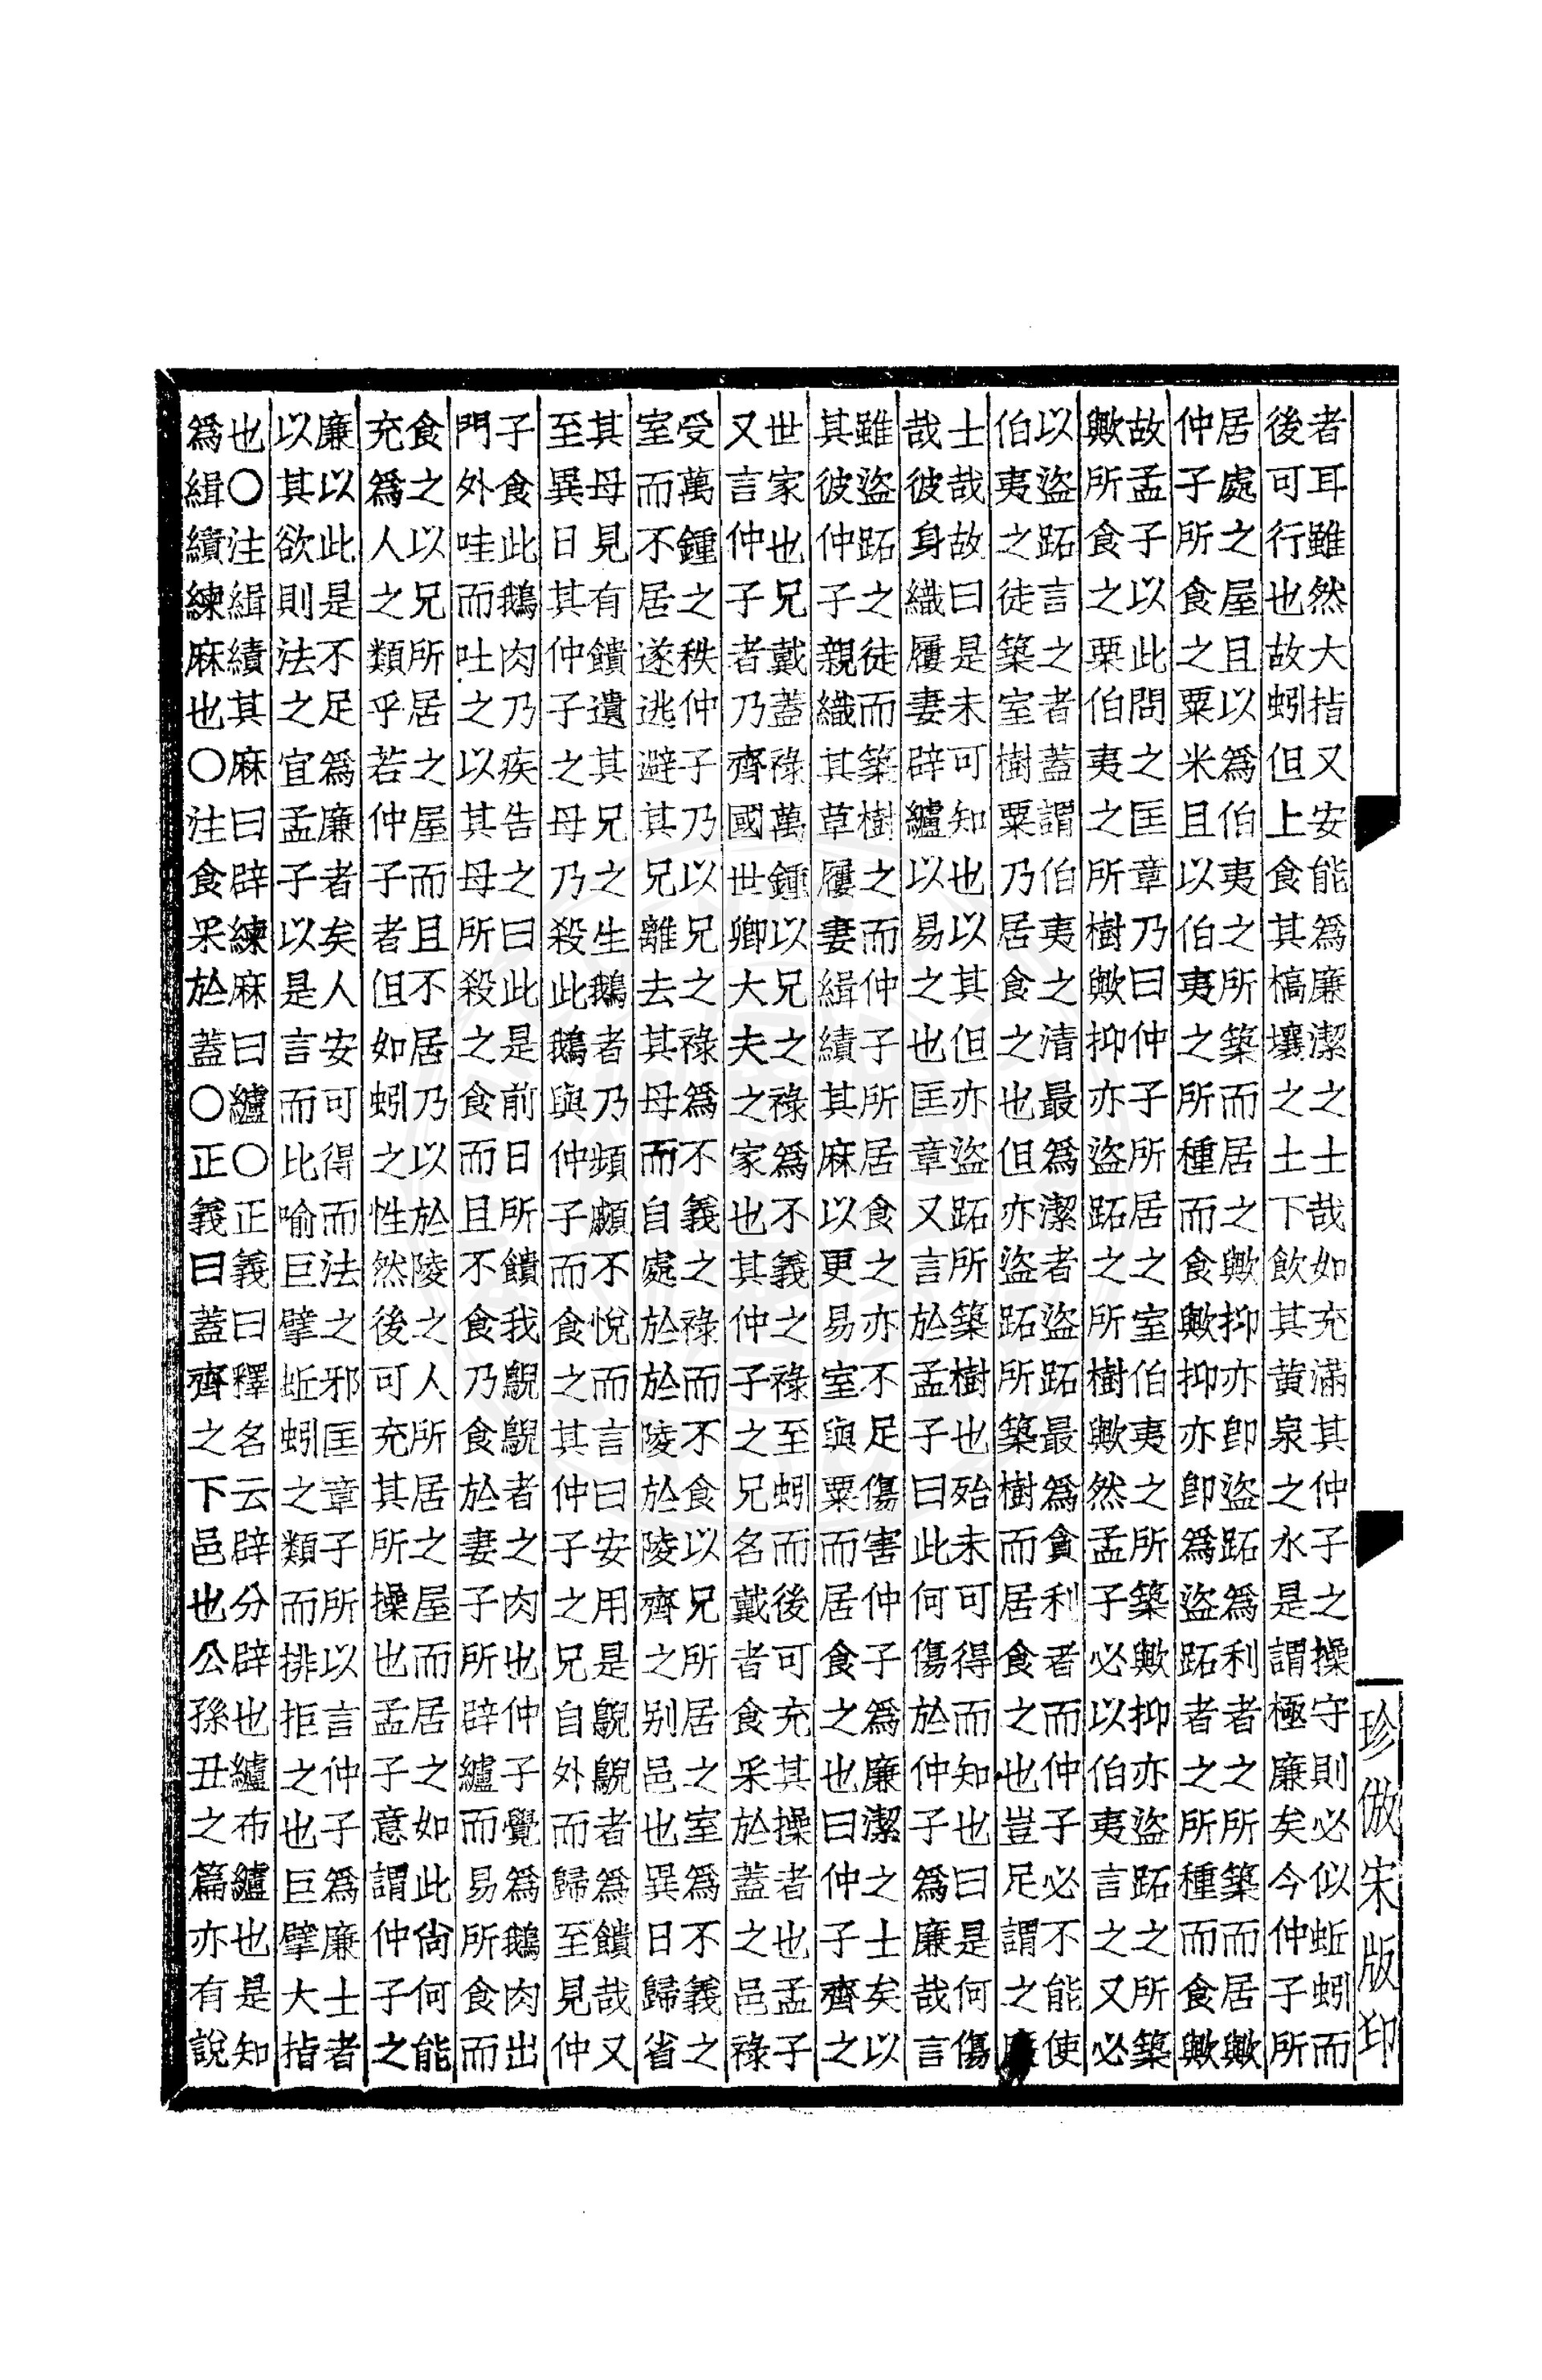 珍倣宋版印
者耳雖然大指又安能爲廉潔之士哉如充滿其仲子之操守則必似蚯蚓而
後可行也故蚓但上食其槁壤之土下飲其黃泉之水是謂極廉矣今仲子所
居處之屋且以爲伯夷之所築而居之歟抑亦卽盜跖爲利者之所築而居歟
仲子所食之粟米且以伯夷之所種而食歟抑亦卽爲盜跖者之所種而食歟
故孟子以此問之匡章乃曰仲子所居之室伯夷之所築歟抑亦盜跖之所築
歟所食之粟伯夷之所樹歟抑亦盜跖之所樹歟然孟子必以伯夷言之又必
以盜跖言之者蓋謂伯夷之清最爲潔者盜跖最爲貪利者而仲子必不能使
伯夷之徒築室樹粟乃居食之也但亦盜跖所築樹而居食之也豈足謂之
士哉故曰是未可知也以其但亦盜跖所築樹也殆未可得而知也曰是何傷
哉彼身織屨妻辟纑以易之也匡章又言於孟子曰此何傷於仲子爲廉哉言
雖盜跖之徒而築樹之而仲子所居食之亦不足傷害仲子爲廉潔之士矣以
其彼仲子親織其草屨妻緝績其麻以更易室與粟而居食之也曰仲子齊之
世家也兄戴蓋祿萬鍾以兄之祿爲不義之祿至蚓而後可充其操者也孟子
又言仲子者乃齊國世卿大夫之家也其仲子之兄名戴者食采於蓋之邑祿
受萬鍾之秩仲子乃以兄之祿爲不義之祿而不食以兄所居之室爲不義之
室而不居遂逃避其兄離去其母而自處於於陵於陵齊之別邑也異日歸省
其母見有饋遺其兄之生鵝者乃頻顣不悅而言曰安用是鶃鶃者爲饋哉又
至異日其仲子之母乃殺此鵝與仲子而食之其仲子之兄自外而歸至見仲
子食此鵝肉乃疾告之曰此是前日所饋我鶃鶃者之肉也仲子覺爲鵝肉出
門外哇而吐之以其母所殺之食而且不食乃食於妻子所辟纑而易所食而
食之以兄所居之屋而且不居乃以於陵之人所居之屋而居之如此尙何能
充爲人之類乎若仲子者但如蚓之性然後可充其所操也孟子意謂仲子之
廉以此是不足爲廉者矣人安可得而法之邪匡章子所以言仲子爲廉士者
以其欲則法之宜孟子以是言而比喻巨擘蚯蚓之類而排拒之也巨擘大指
也○注緝績其麻曰辟練麻曰纑○正義曰釋名云辟分辟也纑布纑也是知
爲緝績練麻也○注食采於蓋○正義曰蓋齊之下邑也公孫丑之篇亦有說